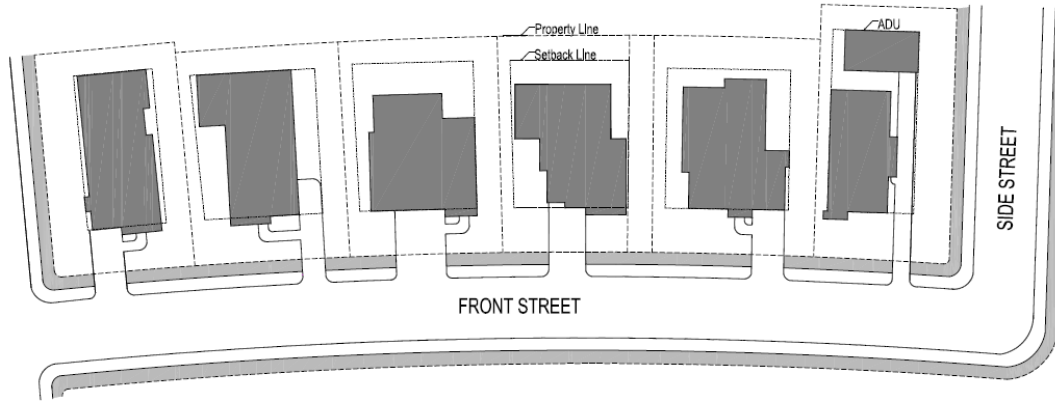 Property Line
ADU
Setback Line
SIDE STREET
FRONT STREET